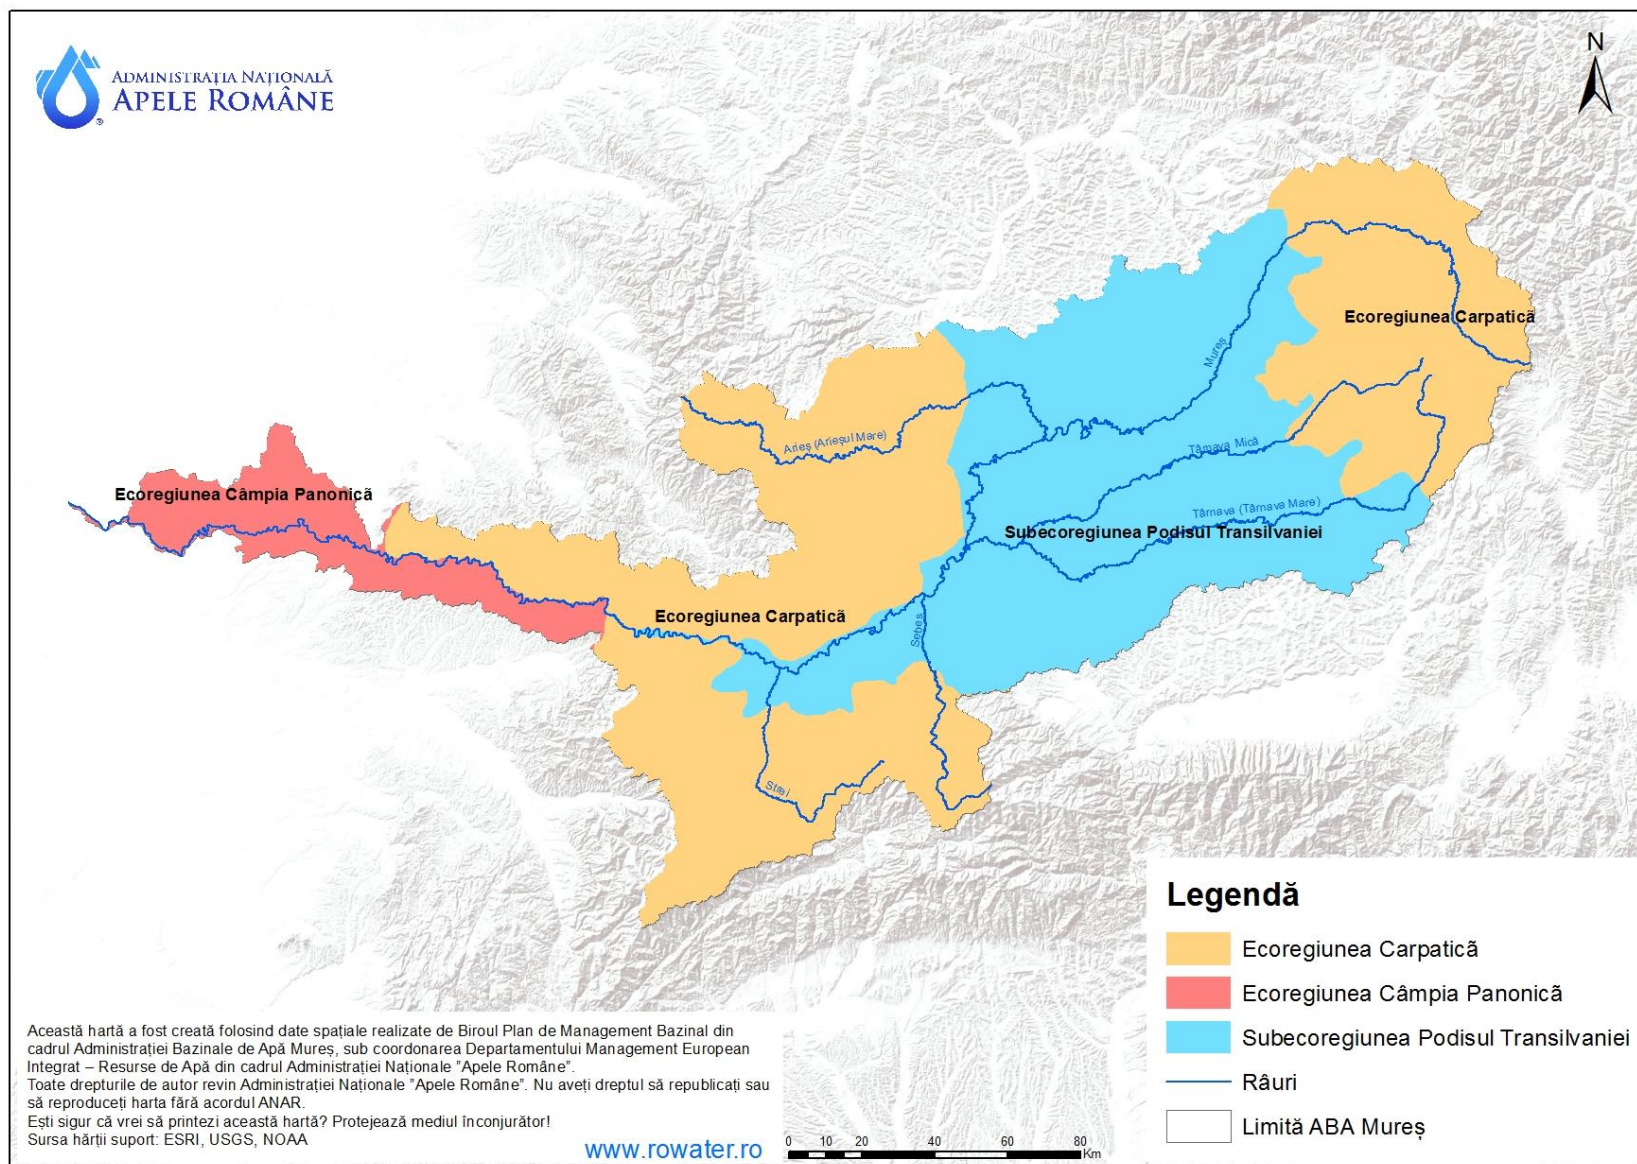 ADMINISTRAȚIA NAȚIONALĂ
APELE ROMÂNE
®
N
Ecoregiunea Carpatică
Mureș
Arieș (Arieșul Mare)
Târnava Mică
Ecoregiunea Câmpia Panonică
Târnava (Târnava Mare)
Subecoregiunea Podisul Transilvaniei
Ecoregiunea Carpatică
Sebeș
Strei
Legendă
Ecoregiunea Carpatică
Ecoregiunea Câmpia Panonică
Subecoregiunea Podisul Transilvaniei
Râuri
Limită ABA Mureș
Această hartă a fost creată folosind date spațiale realizate de Biroul Plan de Management Bazinal din
cadrul Administrației Bazinale de Apă Mureș, sub coordonarea Departamentului Management European
Integrat – Resurse de Apă din cadrul Administrației Naționale "Apele Române".
Toate drepturile de autor revin Administrației Naționale "Apele Române". Nu aveți dreptul să republicați sau
să reproduceți harta fără acordul ANAR.
Ești sigur că vrei să printezi această hartă? Protejează mediul înconjurător!
Sursa hărții suport: ESRI, USGS, NOAA
www.rowater.ro
0 10 20 40 60 80
Km